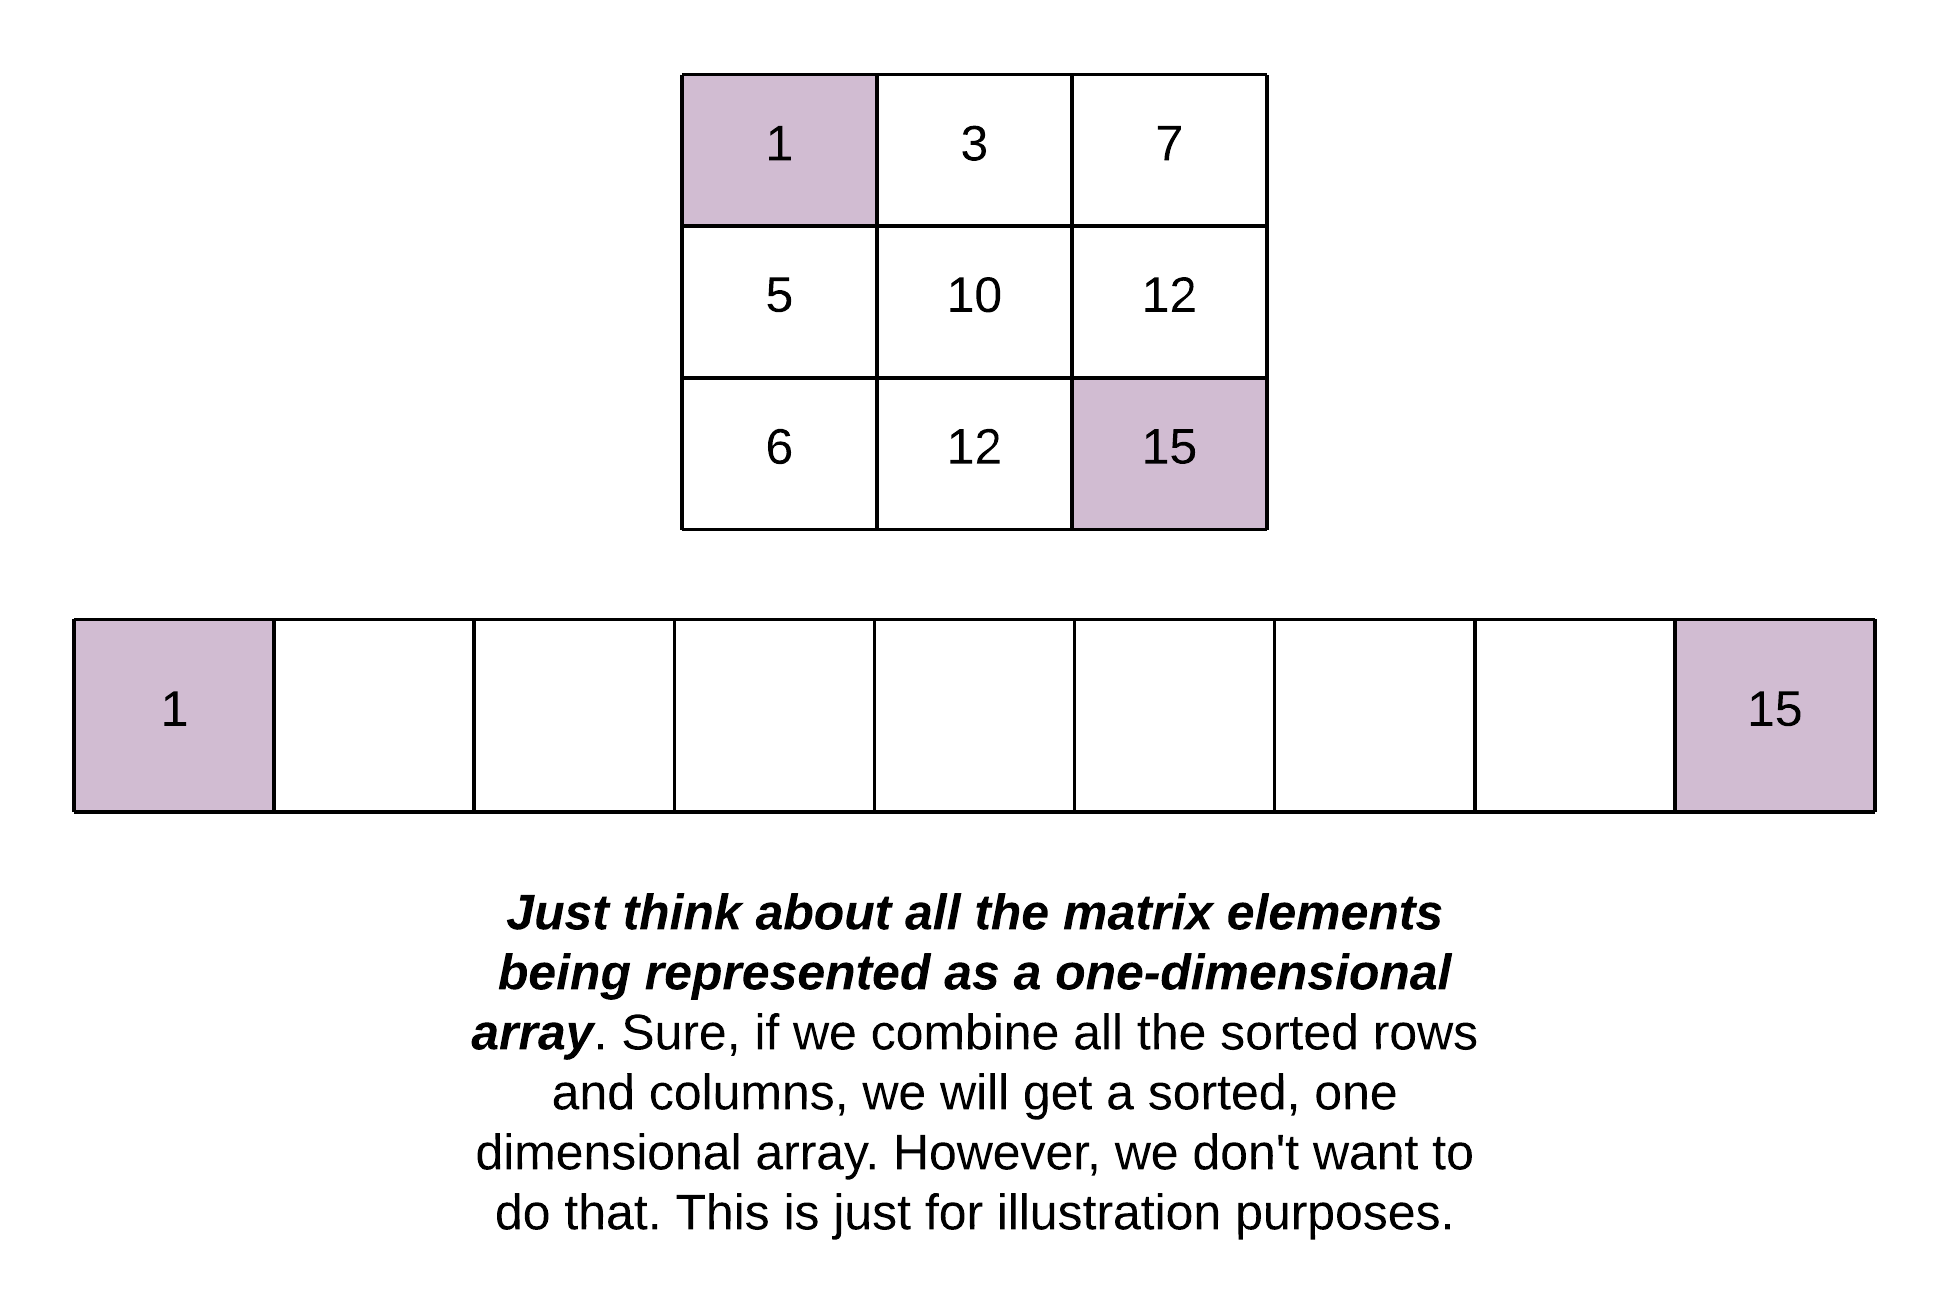 1 3 7
5 10 12
6 12 15
1 15
Just think about all the matrix elements
being represented as a one-dimensional
array. Sure, if we combine all the sorted rows
and columns, we will get a sorted, one
dimensional array. However, we don't want to
do that. This is just for illustration purposes.